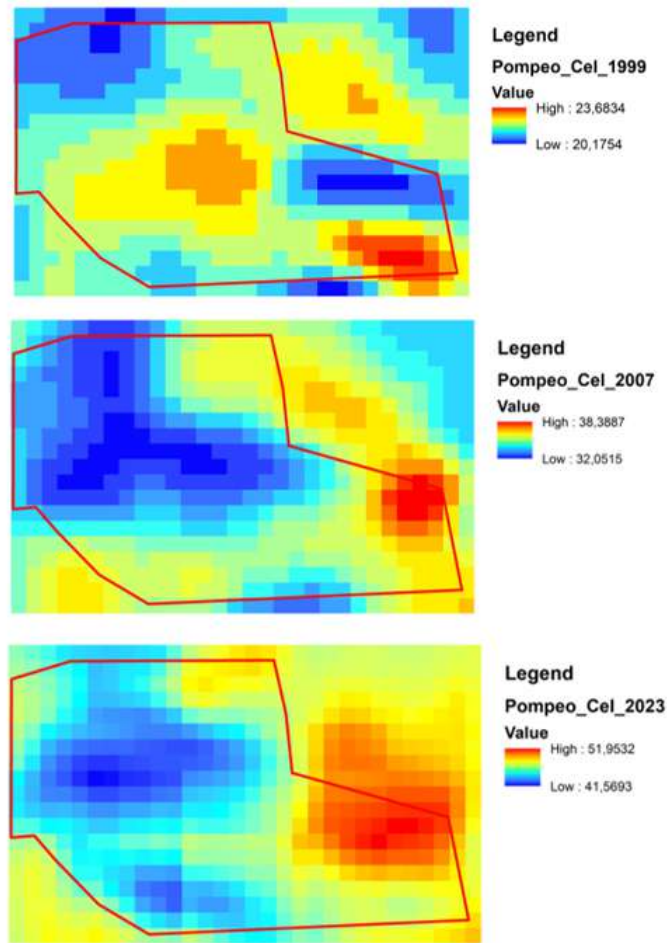 Legend
Pompeo_Cel_1999
Value
High : 23,6834
Low : 20,1754
Legend
Pompeo_Cel_2007
Value
High : 38,3887
Low : 32,0515
Legend
Pompeo_Cel_2023
Value
High : 51,9532
Low : 41,5693